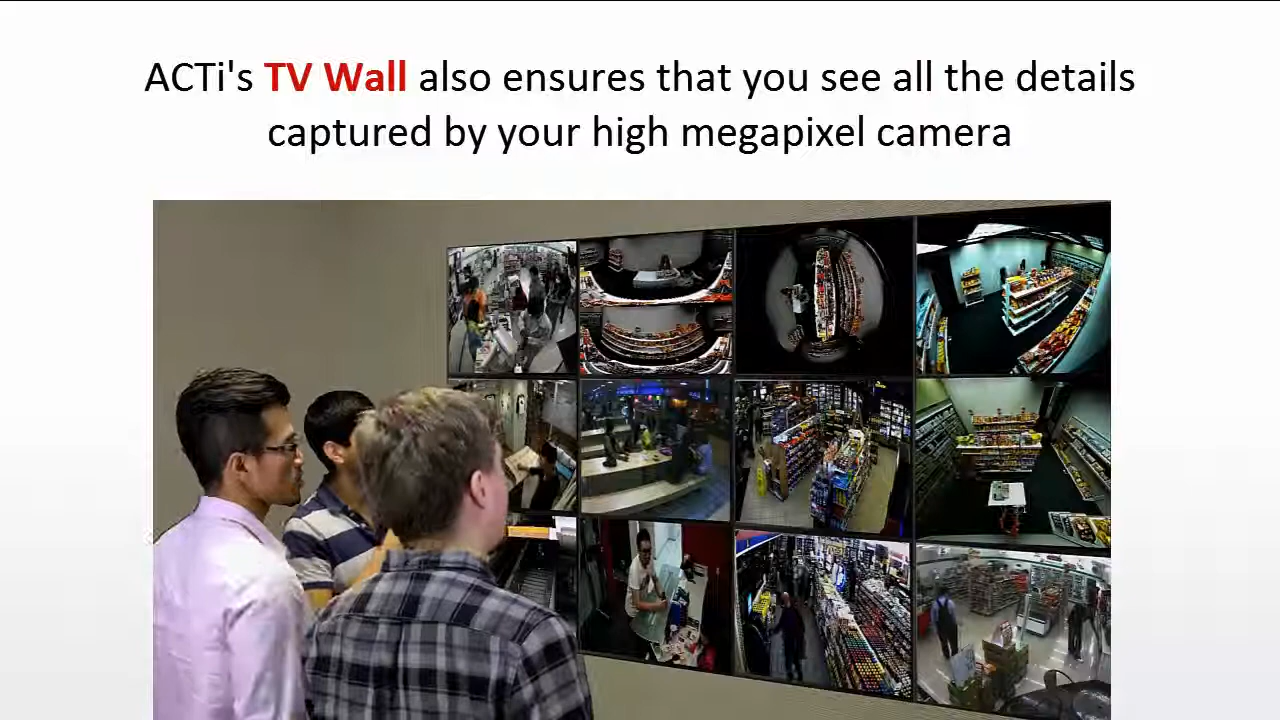 ACTi's TV Wall also ensures that you see all the details
captured by your high megapixel camera